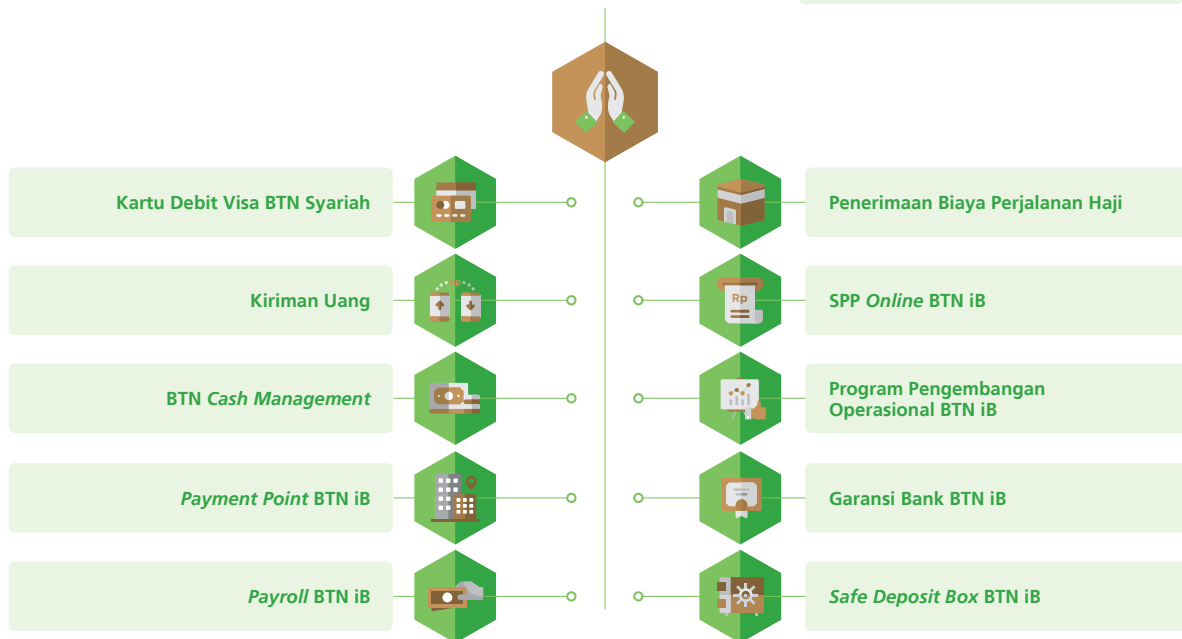 Kartu Debit Visa BTN Syariah
Kiriman Uang
Rp
BTN Cash Management
Payment Point BTN iB
Payroll BTN iB
Penerimaan Biaya Perjalanan Haji
Rp
SPP Online BTN iB
Program Pengembangan
Operasional BTN iB
Garansi Bank BTN iB
Safe Deposit Box BTN iB